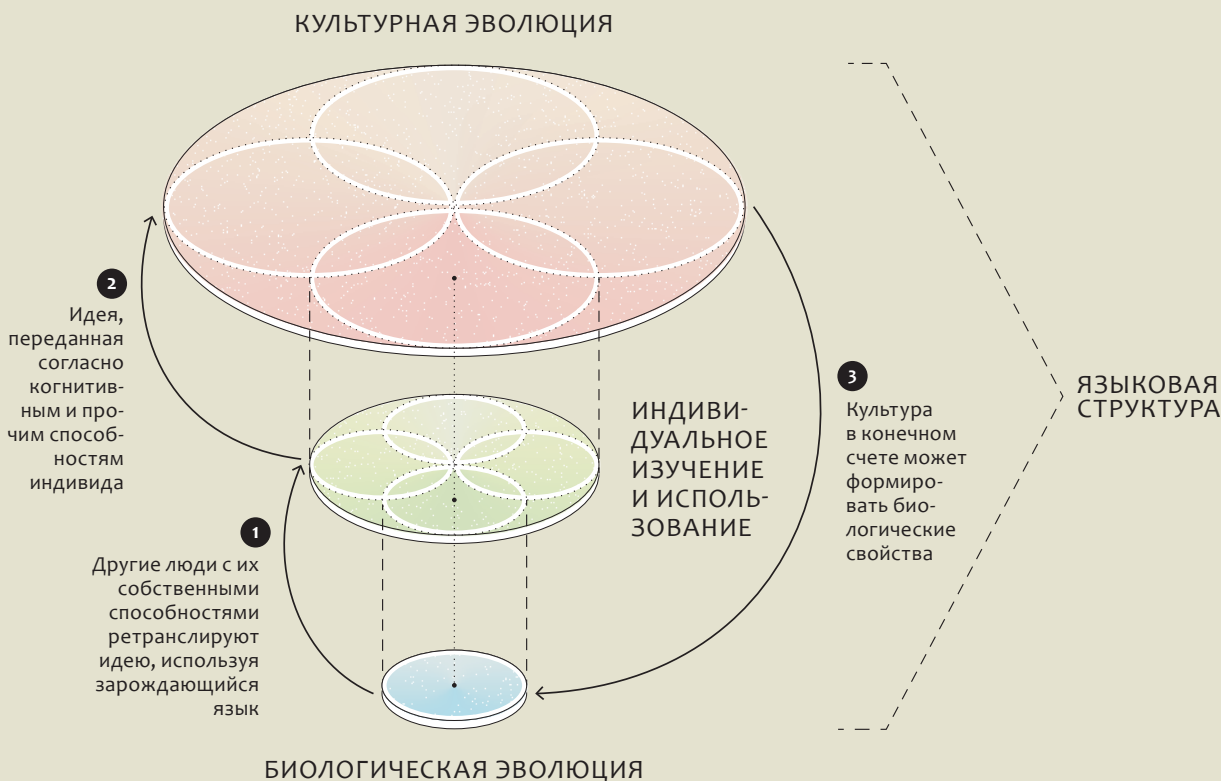 КУЛЬТУРНАЯ ЭВОЛЮЦИЯ
2
Идея,
переданная
согласно
когнитив-
ным и про-
чим способ-
ностям
индивида
1
Другие люди с их
собственными
способностями
ретранслируют
идею, используя
зарождающийся
язык
ИНДИВИ-
ДУАЛЬНОЕ
ИЗУЧЕНИЕ
И ИСПОЛЬ-
ЗОВАНИЕ
3
Культура
в конечном
счете может
формиро-
вать био-
логические
свойства
ЯЗЫКОВАЯ
СТРУКТУРА
БИОЛОГИЧЕСКАЯ ЭВОЛЮЦИЯ